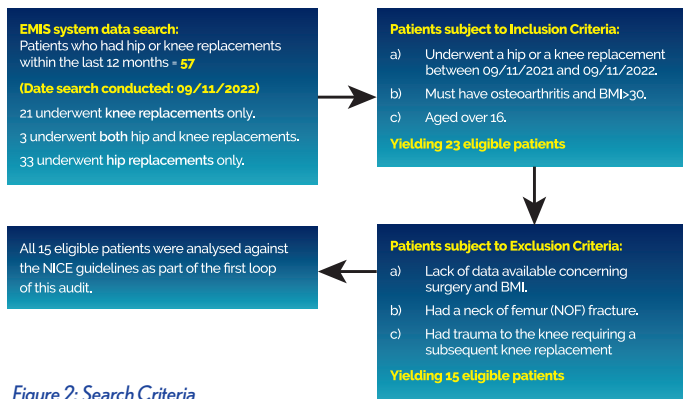 EMIS system data search:
Patients who had hip or knee replacements
within the last 12 months = 57
(Date search conducted: 09/11/2022)
21 underwent knee replacements only.
3 underwent both hip and knee replacements.
33 underwent hip replacements only.
Patients subject to Inclusion Criteria:
a) Underwent a hip or a knee replacement
between 09/11/2021 and 09/11/2022.
b) Must have osteoarthritis and BMI>30.
c) Aged over 16.
Yielding 23 eligible patients
Patients subject to Exclusion Criteria:
a) Lack of data available concerning
surgery and BMI.
b) Had a neck of femur (NOF) fracture.
c) Had trauma to the knee requiring a
subsequent knee replacement
Yielding 15 eligible patients
All 15 eligible patients were analysed against
the NICE guidelines as part of the first loop
of this audit.
Figure 2: Search Criteria